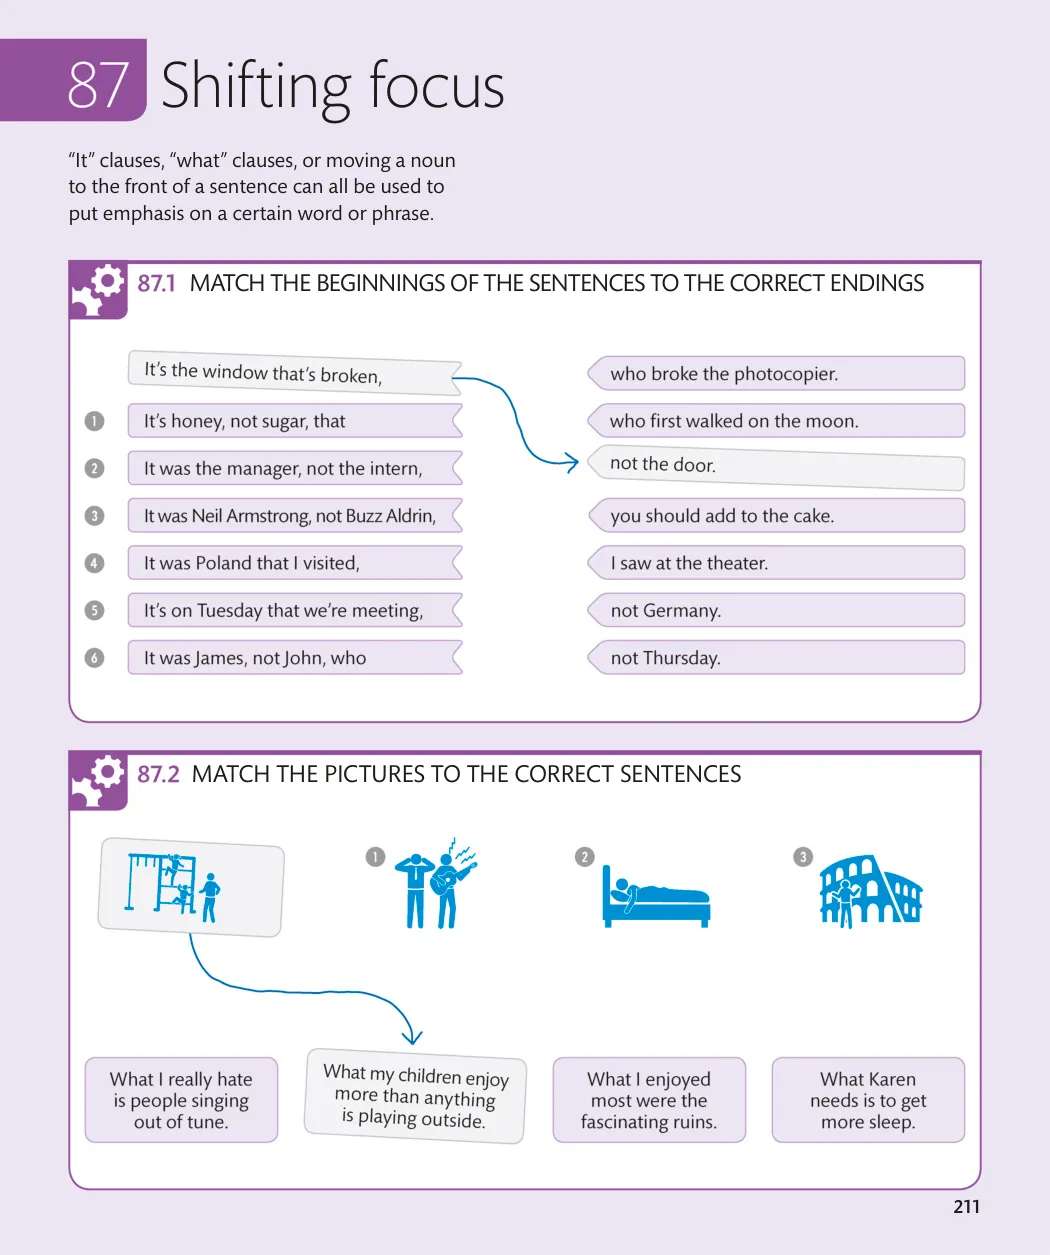 87 Shifting focus
“It” clauses, “what” clauses, or moving a noun
to the front of a sentence can all be used to
put emphasis on a certain word or phrase.
87.1 MATCH THE BEGINNINGS OF THE SENTENCES TO THE CORRECT ENDINGS
It’s the window that’s broken,
who broke the photocopier.
1 It’s honey, not sugar, that
who first walked on the moon.
2 It was the manager, not the intern,
not the door.
3 It was Neil Armstrong, not Buzz Aldrin,
you should add to the cake.
4 It was Poland that I visited,
I saw at the theater.
5 It’s on Tuesday that we’re meeting,
not Germany.
6 It was James, not John, who
not Thursday.
87.2 MATCH THE PICTURES TO THE CORRECT SENTENCES
1
2
3
What I really hate
is people singing
out of tune.
What my children enjoy
more than anything
is playing outside.
What I enjoyed
most were the
fascinating ruins.
What Karen
needs is to get
more sleep.
211